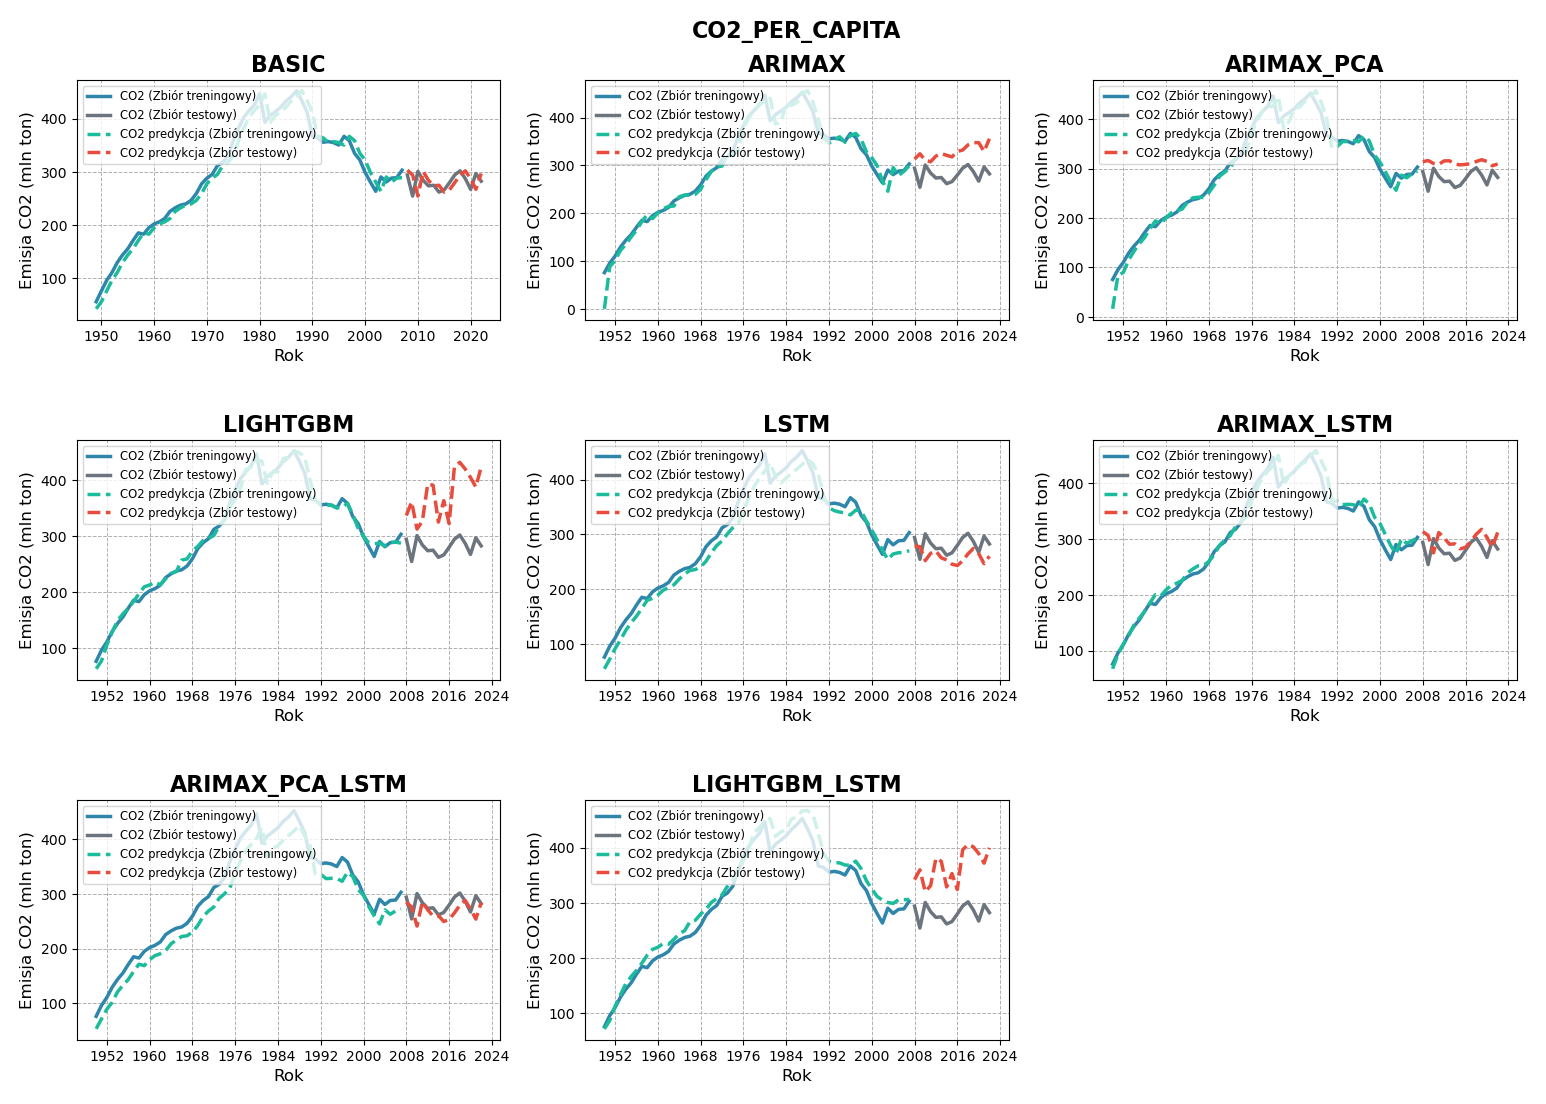 CO2_PER_CAPITA
BASIC
Emisja CO2 (mln ton)
400
300
200
100
CO2 (Zbiór treningowy)
CO2 (Zbiór testowy)
CO2 predykcja (Zbiór treningowy)
CO2 predykcja (Zbiór testowy)
1950 1960 1970 1980 1990 2000 2010 2020
Rok
ARIMAX
Emisja CO2 (mln ton)
400
300
200
100
0
CO2 (Zbiór treningowy)
CO2 (Zbiór testowy)
CO2 predykcja (Zbiór treningowy)
CO2 predykcja (Zbiór testowy)
1952 1960 1968 1976 1984 1992 2000 2008 2016 2024
Rok
ARIMAX_PCA
Emisja CO2 (mln ton)
400
300
200
100
0
CO2 (Zbiór treningowy)
CO2 (Zbiór testowy)
CO2 predykcja (Zbiór treningowy)
CO2 predykcja (Zbiór testowy)
1952 1960 1968 1976 1984 1992 2000 2008 2016 2024
Rok
LIGHTGBM
Emisja CO2 (mln ton)
400
300
200
100
CO2 (Zbiór treningowy)
CO2 (Zbiór testowy)
CO2 predykcja (Zbiór treningowy)
CO2 predykcja (Zbiór testowy)
1952 1960 1968 1976 1984 1992 2000 2008 2016 2024
Rok
LSTM
Emisja CO2 (mln ton)
400
300
200
100
CO2 (Zbiór treningowy)
CO2 (Zbiór testowy)
CO2 predykcja (Zbiór treningowy)
CO2 predykcja (Zbiór testowy)
1952 1960 1968 1976 1984 1992 2000 2008 2016 2024
Rok
ARIMAX_LSTM
Emisja CO2 (mln ton)
400
300
200
100
CO2 (Zbiór treningowy)
CO2 (Zbiór testowy)
CO2 predykcja (Zbiór treningowy)
CO2 predykcja (Zbiór testowy)
1952 1960 1968 1976 1984 1992 2000 2008 2016 2024
Rok
ARIMAX_PCA_LSTM
Emisja CO2 (mln ton)
400
300
200
100
CO2 (Zbiór treningowy)
CO2 (Zbiór testowy)
CO2 predykcja (Zbiór treningowy)
CO2 predykcja (Zbiór testowy)
1952 1960 1968 1976 1984 1992 2000 2008 2016 2024
Rok
LIGHTGBM_LSTM
Emisja CO2 (mln ton)
400
300
200
100
CO2 (Zbiór treningowy)
CO2 (Zbiór testowy)
CO2 predykcja (Zbiór treningowy)
CO2 predykcja (Zbiór testowy)
1952 1960 1968 1976 1984 1992 2000 2008 2016 2024
Rok